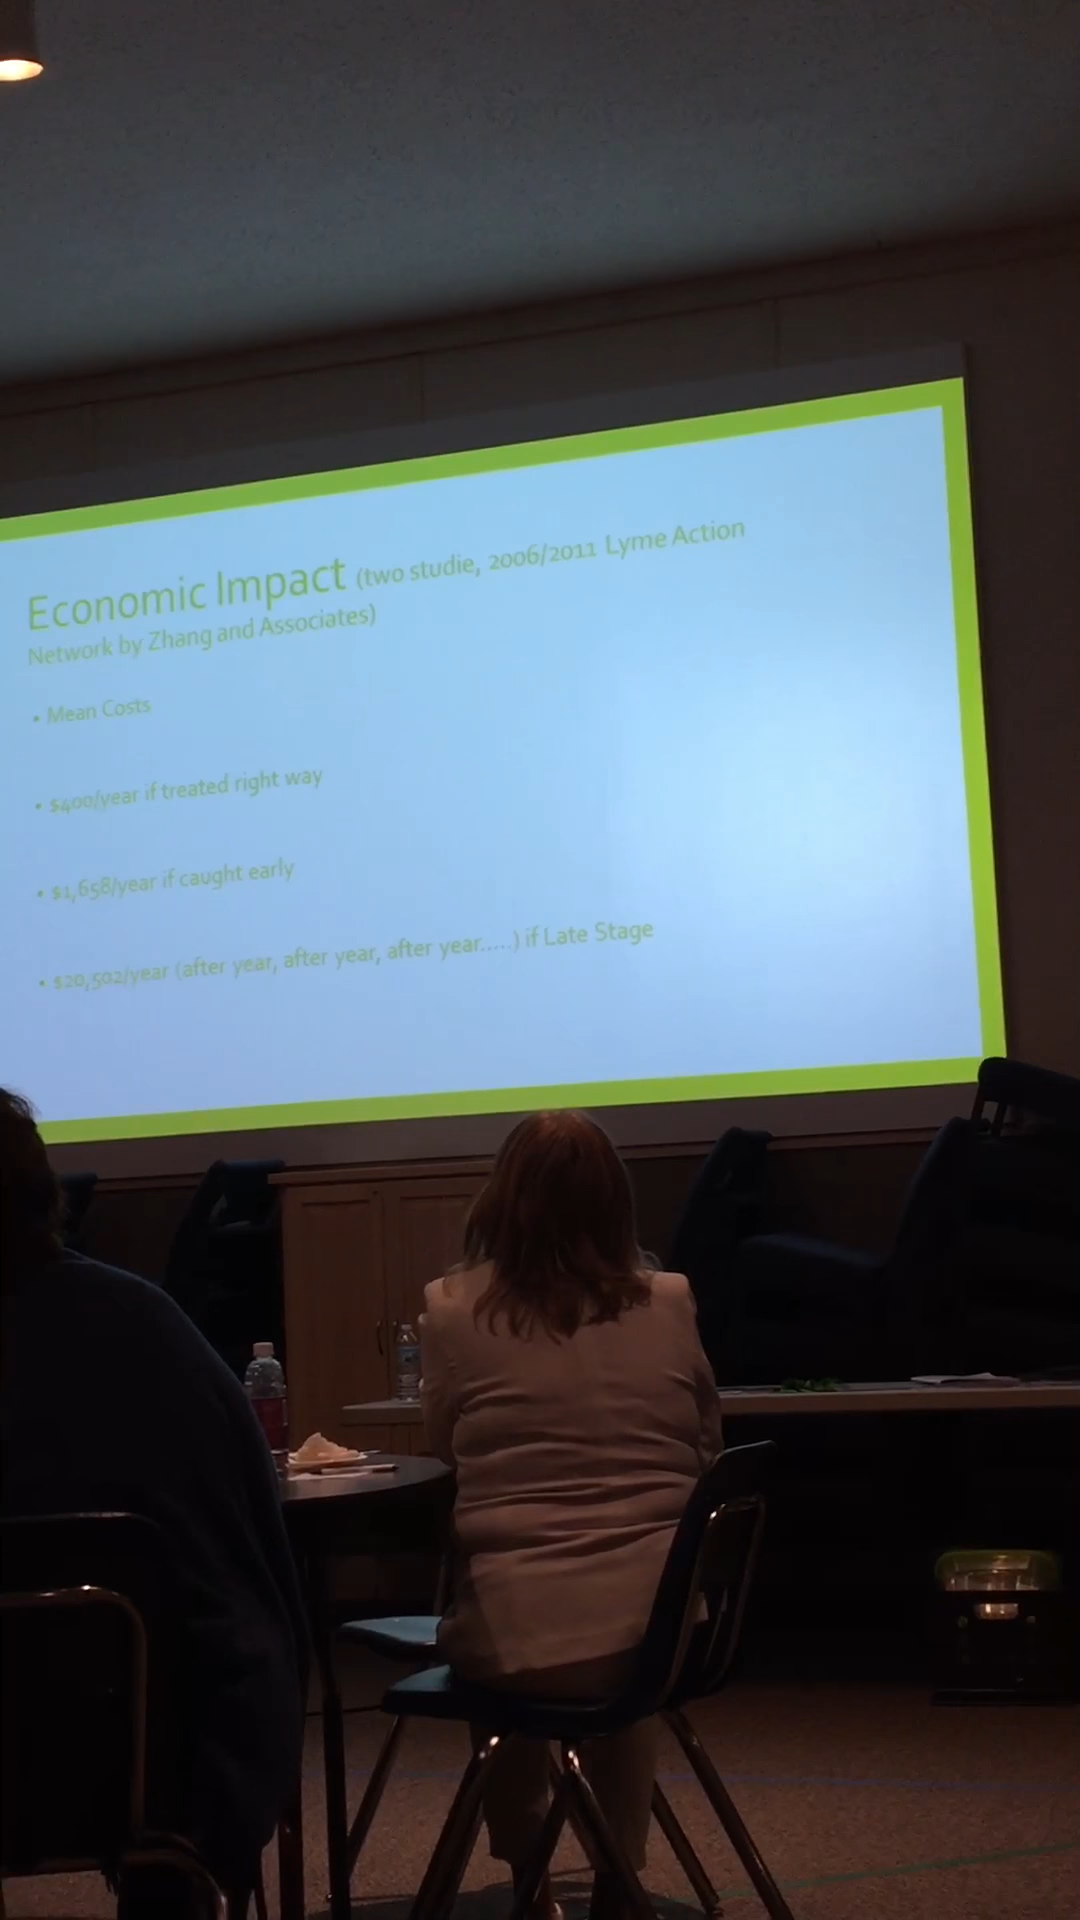 Economic Impact (two studie, 2006/2011 Lyme Action
Network by Zhang and Associates)
• Mean Costs
• $400/year if treated right way
• $1,658/year if caught early
• $20,502/year (after year, after year, after year.....) if Late Stage